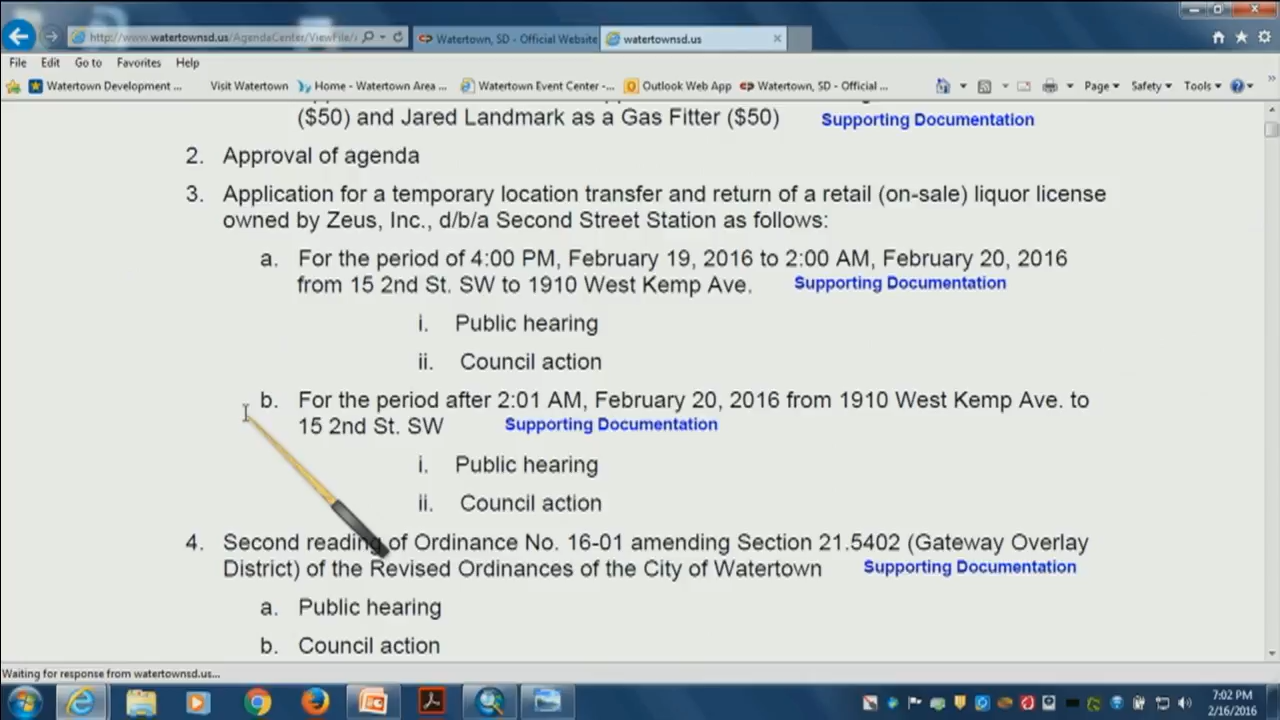 http://www.watertownsd.us/AgendaCenter/ViewFile/
Watertown, SD - Official Website
watertownsd.us
File Edit Go to Favorites Help
Watertown Development ...
Visit Watertown
Home - Watertown Area ...
Watertown Event Center -...
Outlook Web App
Watertown, SD - Official ...
Page
Safety
Tools
($50) and Jared Landmark as a Gas Fitter ($50) Supporting Documentation
2. Approval of agenda
3. Application for a temporary location transfer and return of a retail (on-sale) liquor license
owned by Zeus, Inc., d/b/a Second Street Station as follows:
a. For the period of 4:00 PM, February 19, 2016 to 2:00 AM, February 20, 2016
from 15 2nd St. SW to 1910 West Kemp Ave. Supporting Documentation
i. Public hearing
ii. Council action
b. For the period after 2:01 AM, February 20, 2016 from 1910 West Kemp Ave. to
15 2nd St. SW Supporting Documentation
i. Public hearing
ii. Council action
4. Second reading of Ordinance No. 16-01 amending Section 21.5402 (Gateway Overlay
District) of the Revised Ordinances of the City of Watertown Supporting Documentation
a. Public hearing
b. Council action
Waiting for response from watertownsd.us...
7:02 PM
2/16/2016